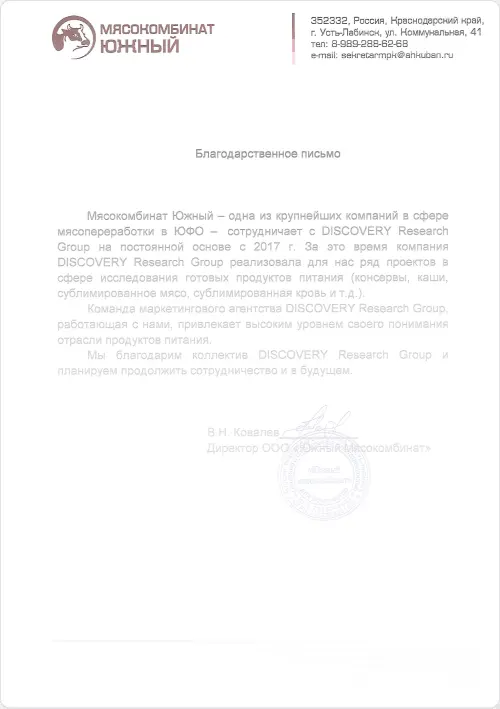 МЯСОКОМБИНАТ
ЮЖНЫЙ
352332, Россия, Краснодарский край,
г. Усть-Лабинск, ул. Коммунальная, 41
тел: 8-989-288-62-68
e-mail: sekretarmpk@ahkuban.ru
Благодарственное письмо
Мясокомбинат Южный – одна из крупнейших компаний в сфере
мясопереработки в ЮФО – сотрудничает с DISCOVERY Research
Group на постоянной основе с 2017 г. За это время компания
DISCOVERY Research Group реализовала для нас ряд проектов в
сфере исследования готовых продуктов питания (консервы, каши,
сублимированное мясо, сублимированная кровь и т.д.).
Команда маркетингового агентства DISCOVERY Research Group,
работающая с нами, привлекает высоким уровнем своего понимания
отрасли продуктов питания.
Мы благодарим коллектив DISCOVERY Research Group и
планируем продолжить сотрудничество и в будущем.
В.Н. Ковалев
Директор ООО «Южный Мясокомбинат»